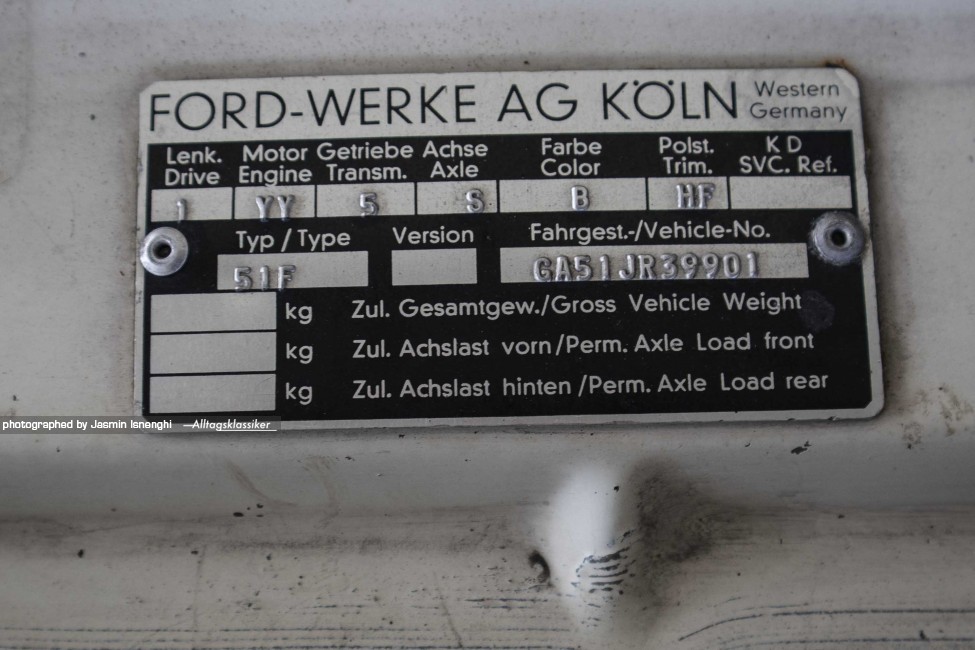 FORD-WERKE AG KÖLN Western Germany
Lenk. Drive Motor Engine Getriebe Transm. Achse Axle Farbe Color Polst. Trim. K D SVC. Ref.
1 YY 5 S B HF
Typ / Type Version Fahrgest.-/Vehicle-No.
51F GA51JR39901
kg Zul. Gesamtgew./Gross Vehicle Weight
kg Zul. Achslast vorn/Perm. Axle Load front
kg Zul. Achslast hinten/Perm. Axle Load rear
photographed by Jasmin Isnenghi —Alltagsklassiker